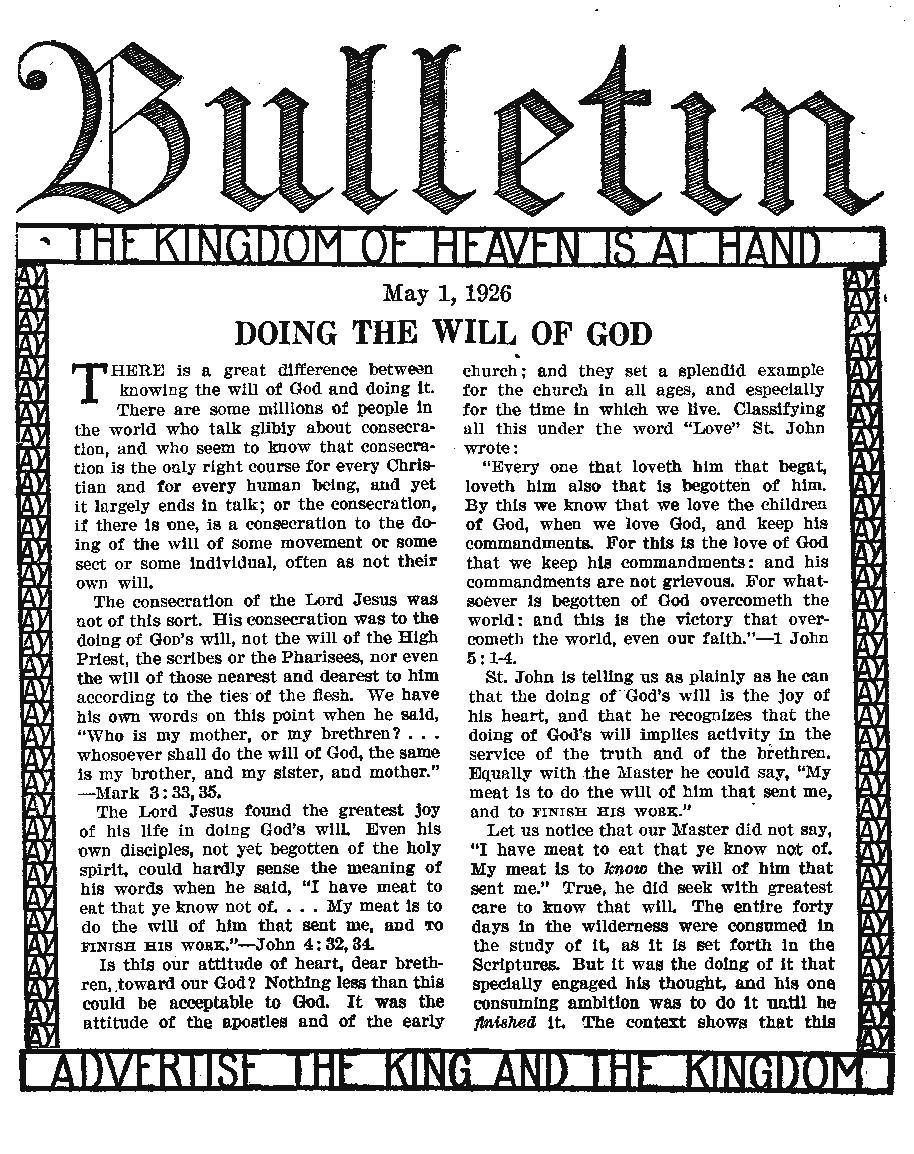 Bulletin
THE KINGDOM OF HEAVEN IS AT HAND
May 1, 1926
DOING THE WILL OF GOD
THERE is a great difference between
knowing the will of God and doing it.
There are some millions of people in
the world who talk glibly about consecra-
tion, and who seem to know that consecra-
tion is the only right course for every Chris-
tian and for every human being, and yet
it largely ends in talk; or the consecration,
if there is one, is a consecration to the do-
ing of the will of some movement or some
sect or some individual, often as not their
own will.
The consecration of the Lord Jesus was
not of this sort. His consecration was to the
doing of God's will, not the will of the High
Priest, the scribes or the Pharisees, nor even
the will of those nearest and dearest to him
according to the ties of the flesh. We have
his own words on this point when he said,
"Who is my mother, or my brethren? . . .
whosoever shall do the will of God, the same
is my brother, and my sister, and mother."
—Mark 3:33, 35.
The Lord Jesus found the greatest joy
of his life in doing God's will. Even his
own disciples, not yet begotten of the holy
spirit, could hardly sense the meaning of
his words when he said, "I have meat to
eat that ye know not of. . . . My meat is to
do the will of him that sent me, and TO
FINISH HIS WORK."—John 4:32, 34.
Is this our attitude of heart, dear breth-
ren, toward our God? Nothing less than this
could be acceptable to God. It was the
attitude of the apostles and of the early
church; and they set a splendid example
for the church in all ages, and especially
for the time in which we live. Classifying
all this under the word "Love" St. John
wrote:
"Every one that loveth him that begat,
loveth him also that is begotten of him.
By this we know that we love the children
of God, when we love God, and keep his
commandments. For this is the love of God
that we keep his commandments: and his
commandments are not grievous. For what-
soever is begotten of God overcometh the
world: and this is the victory that over-
cometh the world, even our faith."—1 John
5:1-4.
St. John is telling us as plainly as he can
that the doing of God's will is the joy of
his heart, and that he recognizes that the
doing of God's will implies activity in the
service of the truth and of the brethren.
Equally with the Master he could say, "My
meat is to do the will of him that sent me,
and to FINISH HIS WORK."
Let us notice that our Master did not say,
"I have meat to eat that ye know not of.
My meat is to know the will of him that
sent me." True, he did seek with greatest
care to know that will. The entire forty
days in the wilderness were consumed in
the study of it, as it is set forth in the
Scriptures. But it was the doing of it that
specially engaged his thought, and his one
consuming ambition was to do it until he
finished it. The context shows that this
ADVERTISE THE KING AND THE KINGDOM